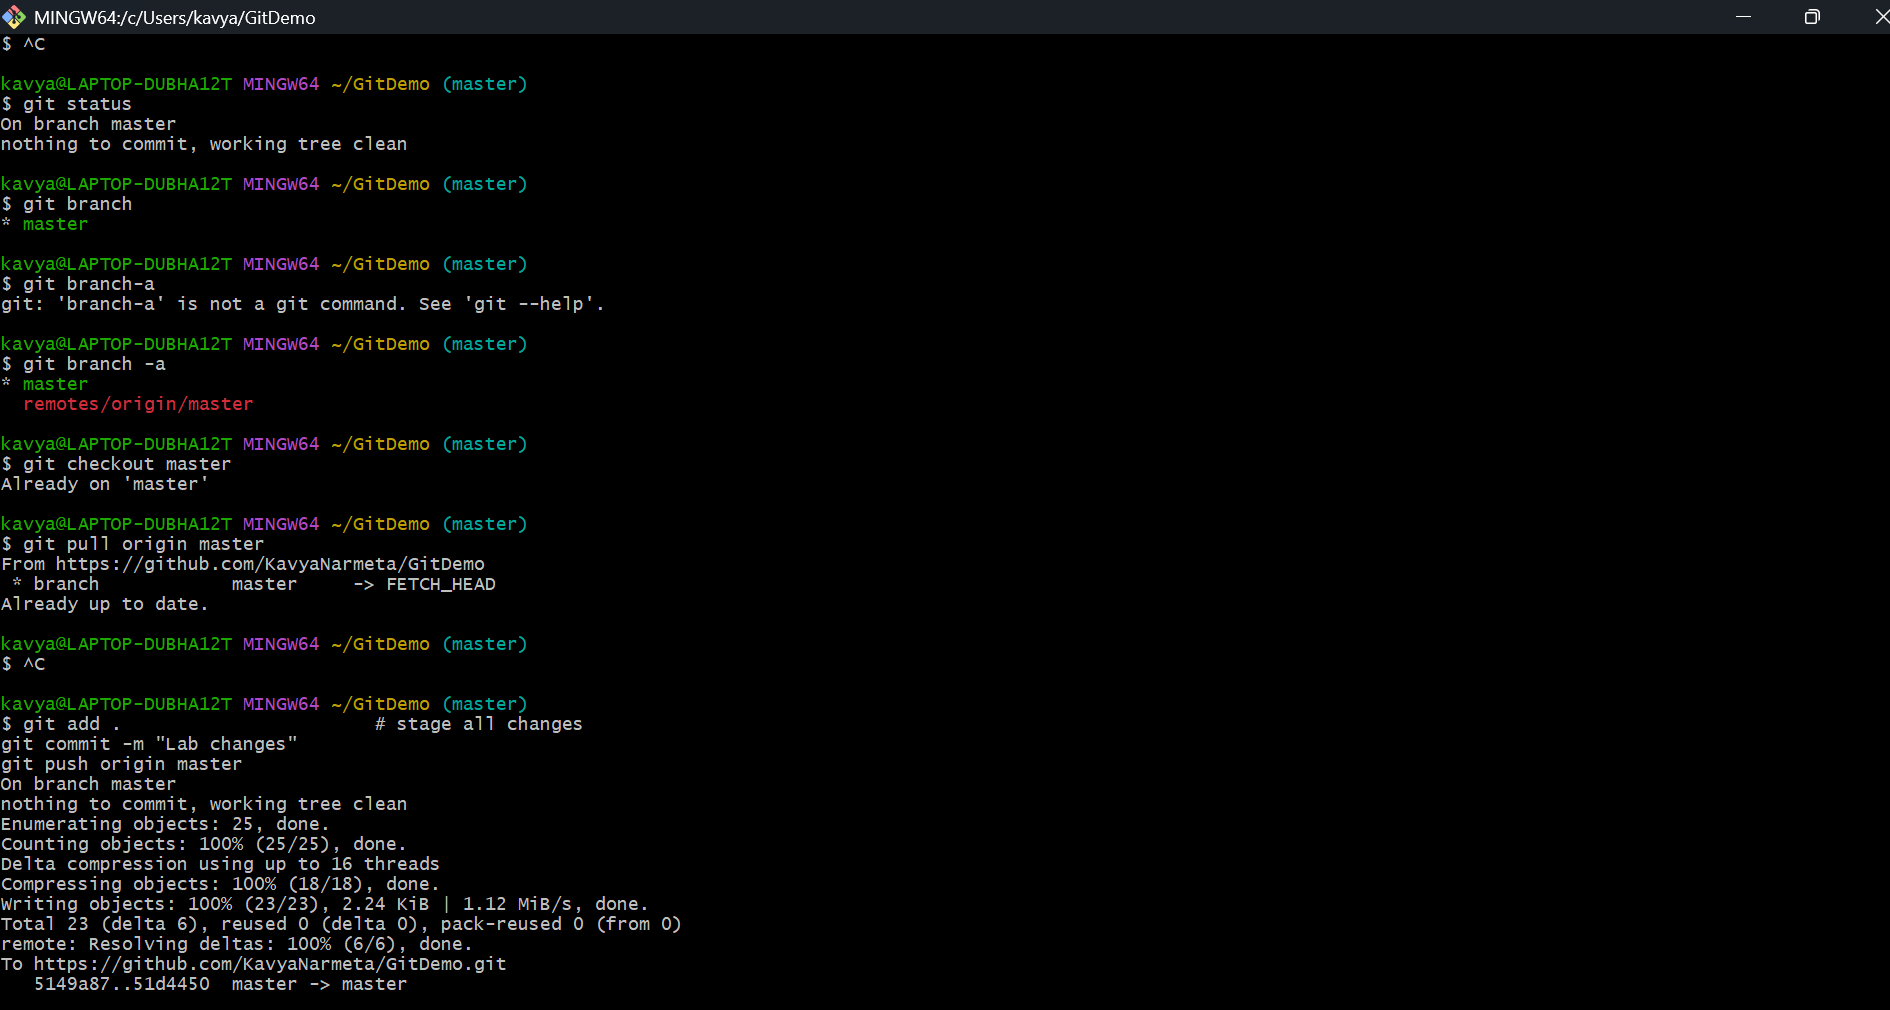 MINGW64:/c/Users/kavya/GitDemo
$ ^C
kavya@LAPTOP-DUBHA12T MINGW64 ~/GitDemo (master)
$ git status
On branch master
nothing to commit, working tree clean
kavya@LAPTOP-DUBHA12T MINGW64 ~/GitDemo (master)
$ git branch
* master
kavya@LAPTOP-DUBHA12T MINGW64 ~/GitDemo (master)
$ git branch-a
git: 'branch-a' is not a git command. See 'git --help'.
kavya@LAPTOP-DUBHA12T MINGW64 ~/GitDemo (master)
$ git branch -a
* master
  remotes/origin/master
kavya@LAPTOP-DUBHA12T MINGW64 ~/GitDemo (master)
$ git checkout master
Already on 'master'
kavya@LAPTOP-DUBHA12T MINGW64 ~/GitDemo (master)
$ git pull origin master
From https://github.com/KavyaNarmeta/GitDemo
 * branch            master     -> FETCH_HEAD
Already up to date.
kavya@LAPTOP-DUBHA12T MINGW64 ~/GitDemo (master)
$ ^C
kavya@LAPTOP-DUBHA12T MINGW64 ~/GitDemo (master)
$ git add .                       # stage all changes
git commit -m "Lab changes"
git push origin master
On branch master
nothing to commit, working tree clean
Enumerating objects: 25, done.
Counting objects: 100% (25/25), done.
Delta compression using up to 16 threads
Compressing objects: 100% (18/18), done.
Writing objects: 100% (23/23), 2.24 KiB | 1.12 MiB/s, done.
Total 23 (delta 6), reused 0 (delta 0), pack-reused 0 (from 0)
remote: Resolving deltas: 100% (6/6), done.
To https://github.com/KavyaNarmeta/GitDemo.git
   5149a87..51d4450  master -> master